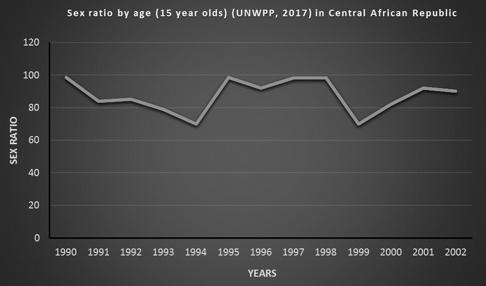 Sex ratio by age (15 year olds) (UNWPP, 2017) in Central African Republic
120
100
80
60
40
20
0
SEX RATIO
1990 1991 1992 1993 1994 1995 1996 1997 1998 1999 2000 2001 2002
YEARS